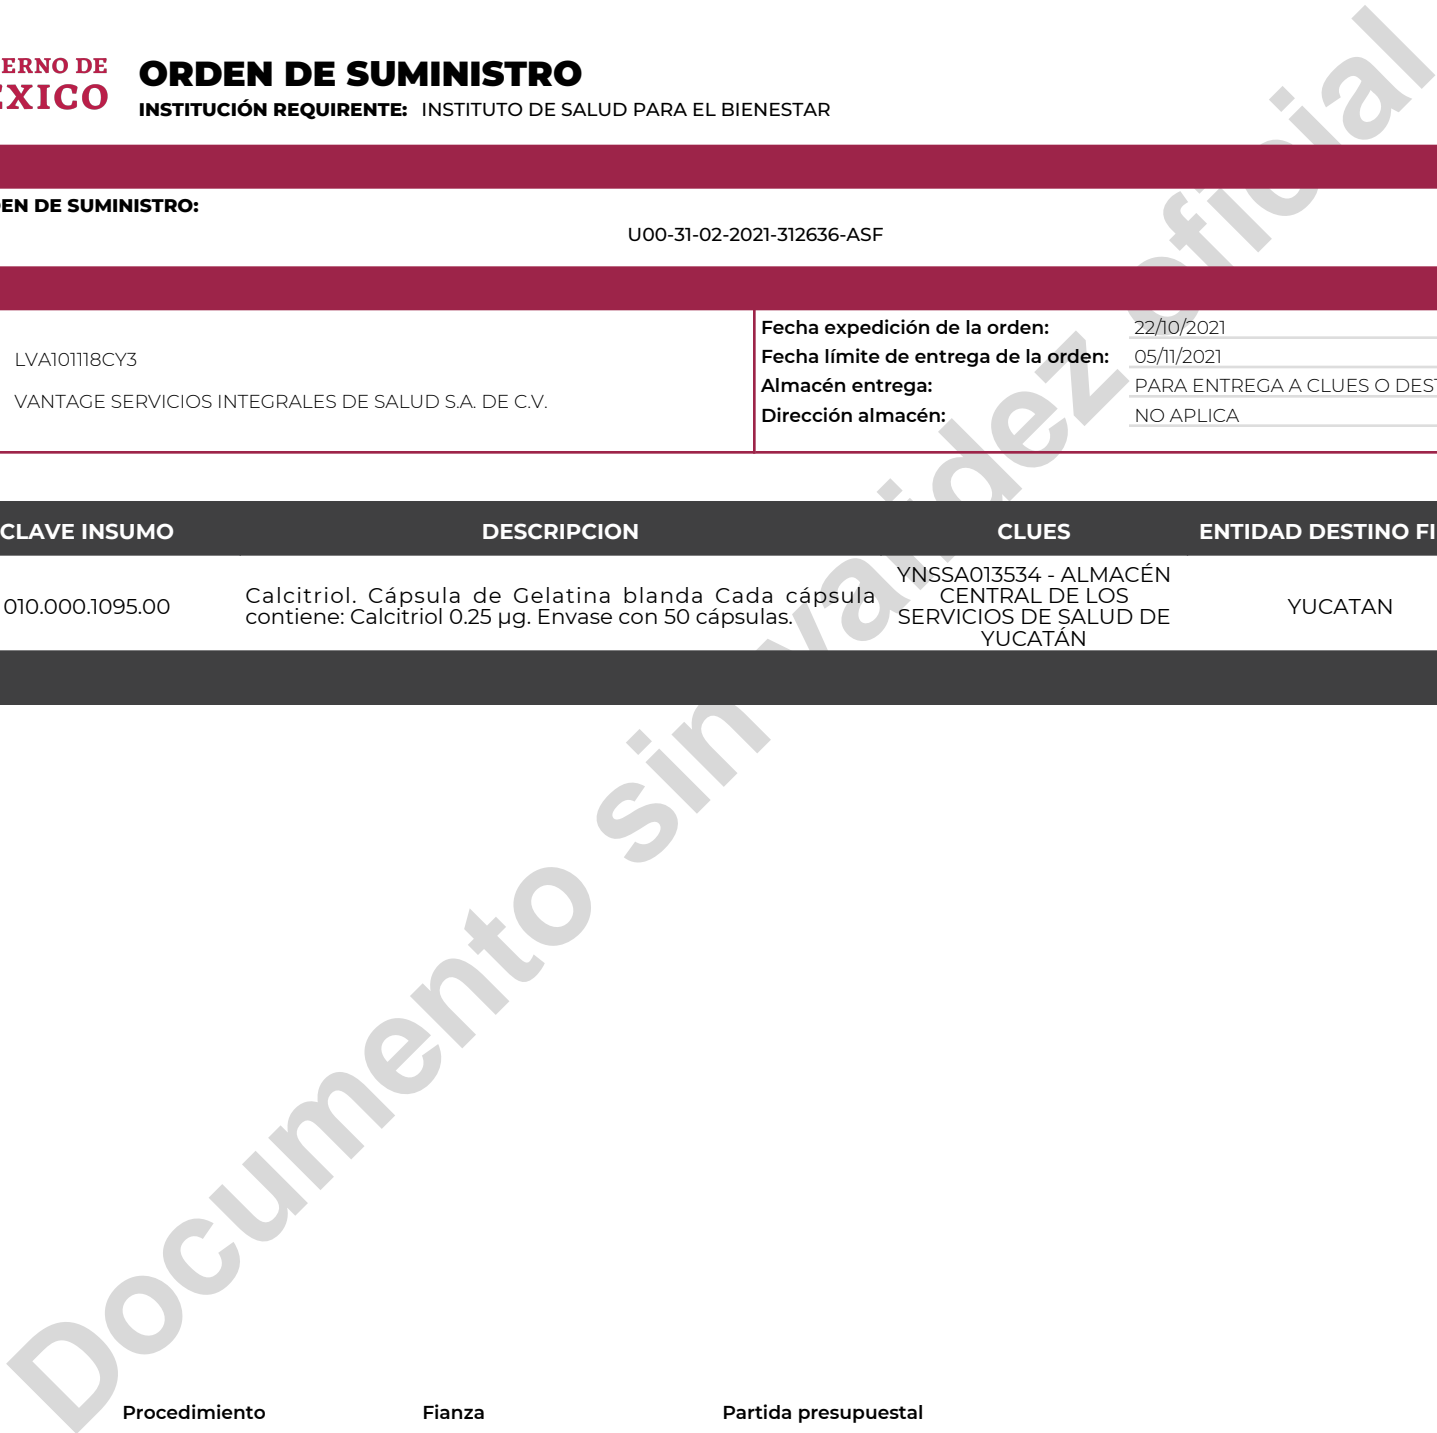 ERNO DE
EXICO
ORDEN DE SUMINISTRO
INSTITUCIÓN REQUIRENTE: INSTITUTO DE SALUD PARA EL BIENESTAR
EN DE SUMINISTRO:
U00-31-02-2021-312636-ASF
LVA101118CY3
VANTAGE SERVICIOS INTEGRALES DE SALUD S.A. DE C.V.
Fecha expedición de la orden: 22/10/2021
Fecha límite de entrega de la orden: 05/11/2021
Almacén entrega: PARA ENTREGA A CLUES O DEST
Dirección almacén: NO APLICA
CLAVE INSUMO DESCRIPCION CLUES ENTIDAD DESTINO FI
010.000.1095.00
Calcitriol. Cápsula de Gelatina blanda Cada cápsula
contiene: Calcitriol 0.25 µg. Envase con 50 cápsulas.
YNSSA013534 - ALMACÉN
CENTRAL DE LOS
SERVICIOS DE SALUD DE
YUCATÁN
YUCATAN
Documento sin validez oficial
Procedimiento Fianza Partida presupuestal